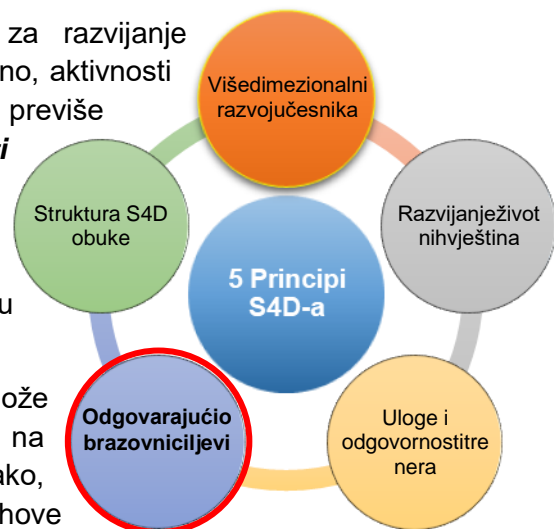 za razvijanje
no, aktivnosti
previše
i
u
ože
na
ako,
hove
Višedimezionalni
razvojučesnika
Struktura S4D
obuke
Razvijanježivot
nihvještina
5 Principi
S4D-a
Odgovarajućio
brazovniciljevi
Uloge i
odgovornostitre
nera